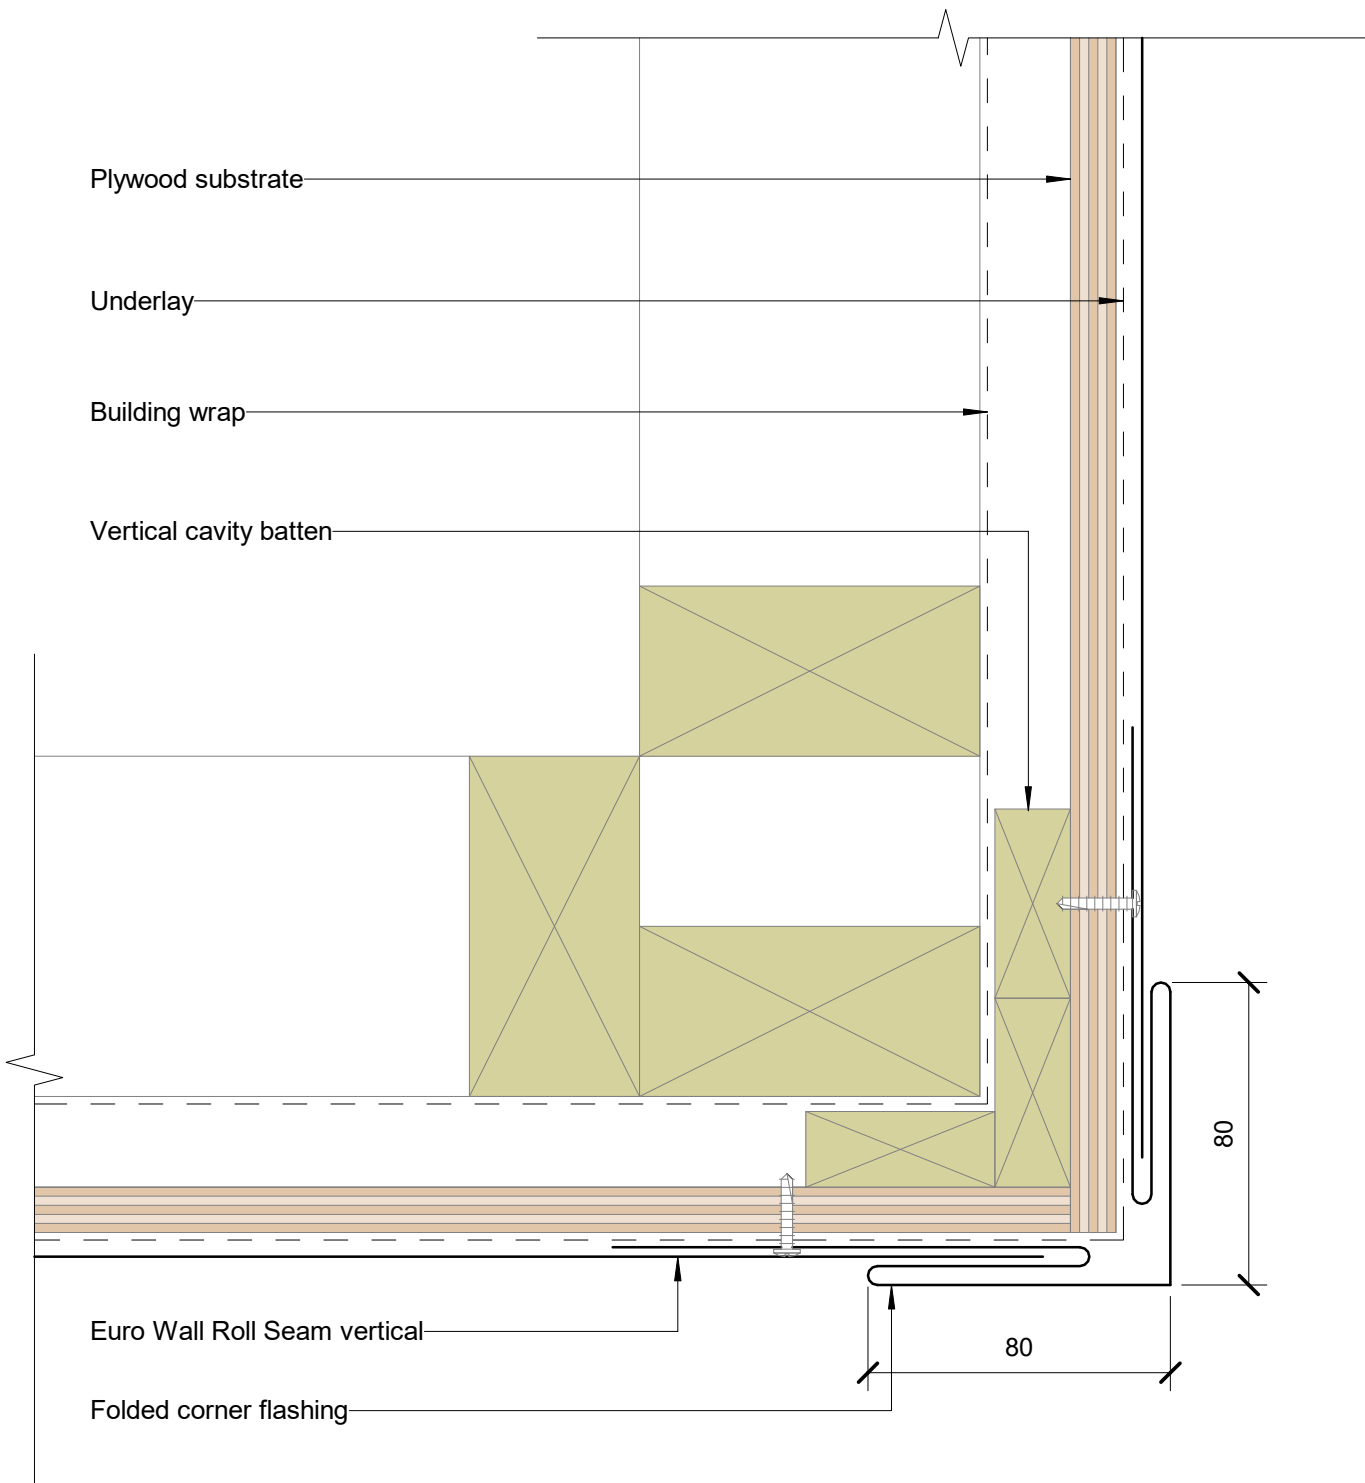 Plywood substrate
Underlay
Building wrap
Vertical cavity batten
80
Euro Wall Roll Seam vertical
80
Folded corner flashing